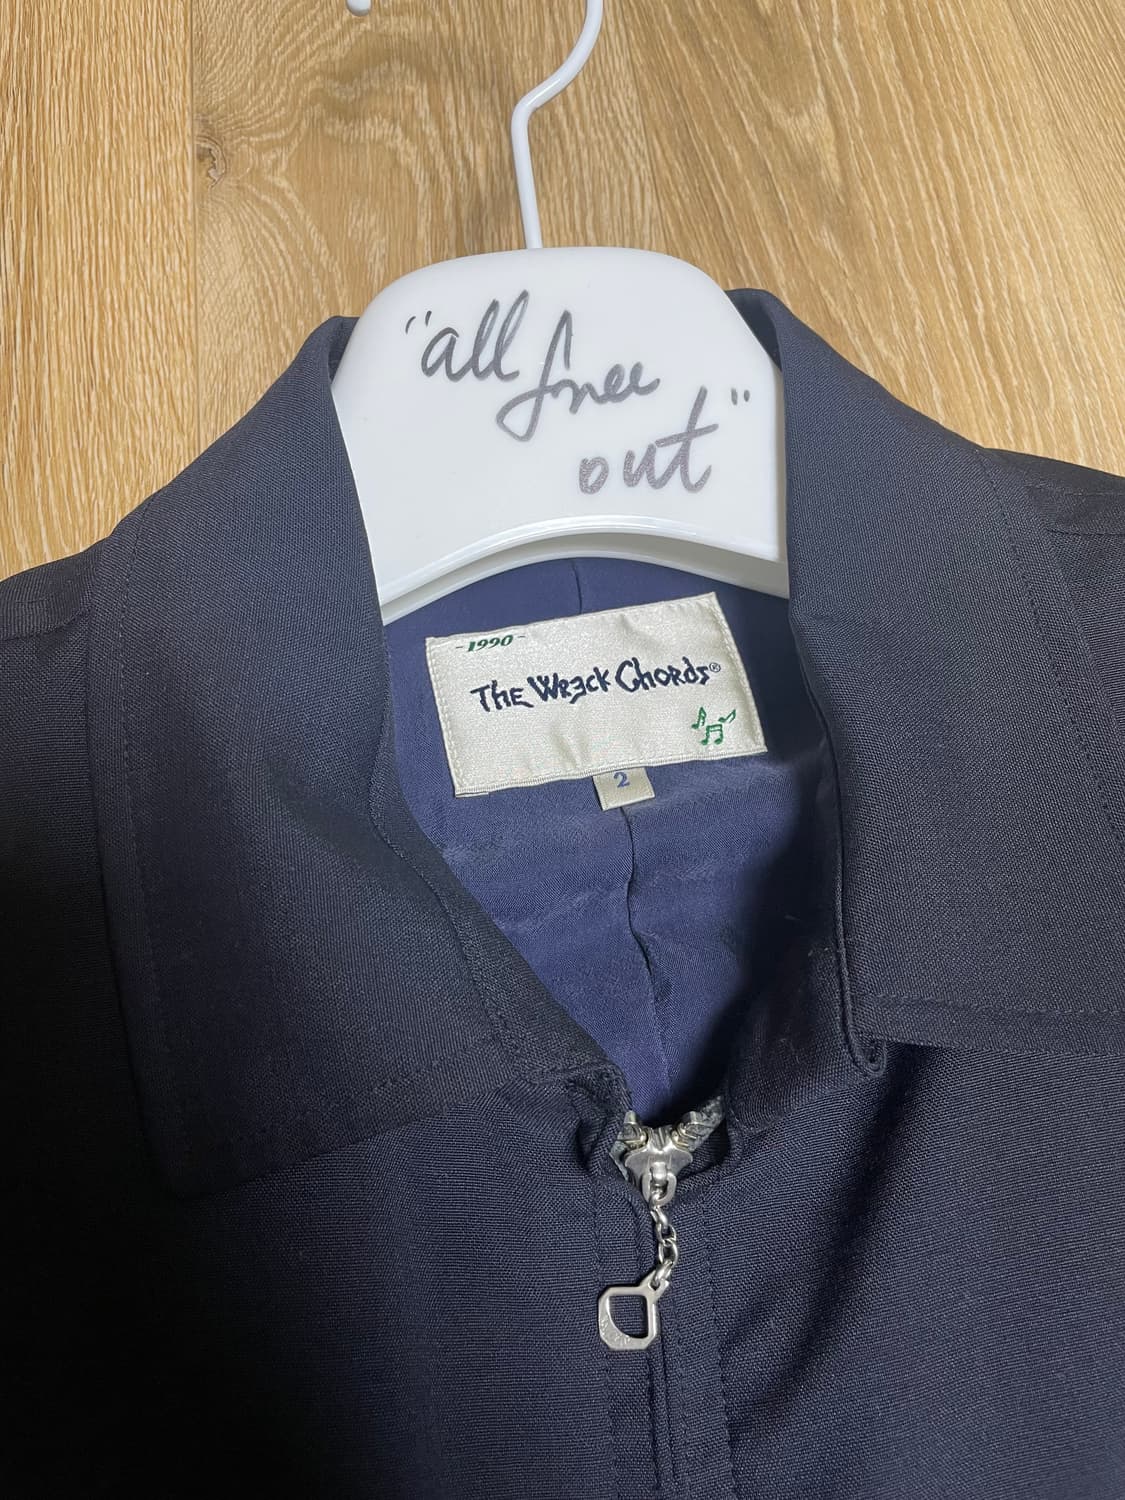 "all free
out"
-1990-
The Wreck Chords®
2